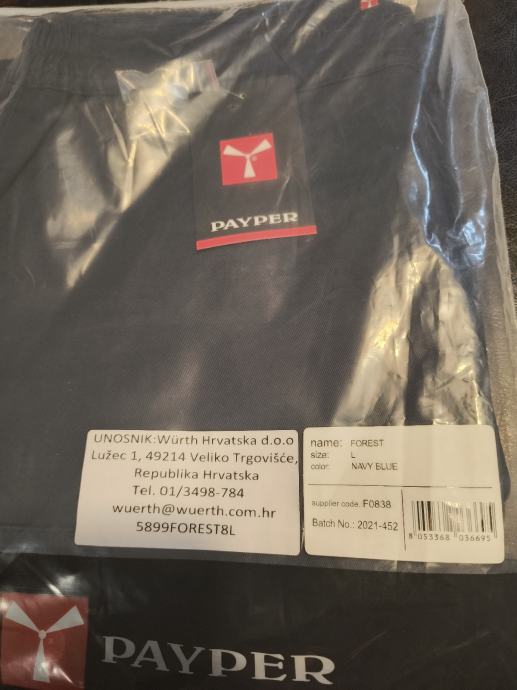 PAYPER
UNOSNIK:Würth Hrvatska d.o.o
Lužec 1, 49214 Veliko Trgovišće,
Republika Hrvatska
Tel. 01/3498-784
wuerth@wuerth.com.hr
5899FOREST8L
name: FOREST
size: L
color: NAVY BLUE
supplier code. F0838
Batch No.: 2021-452
8 053368 036695
PAYPER